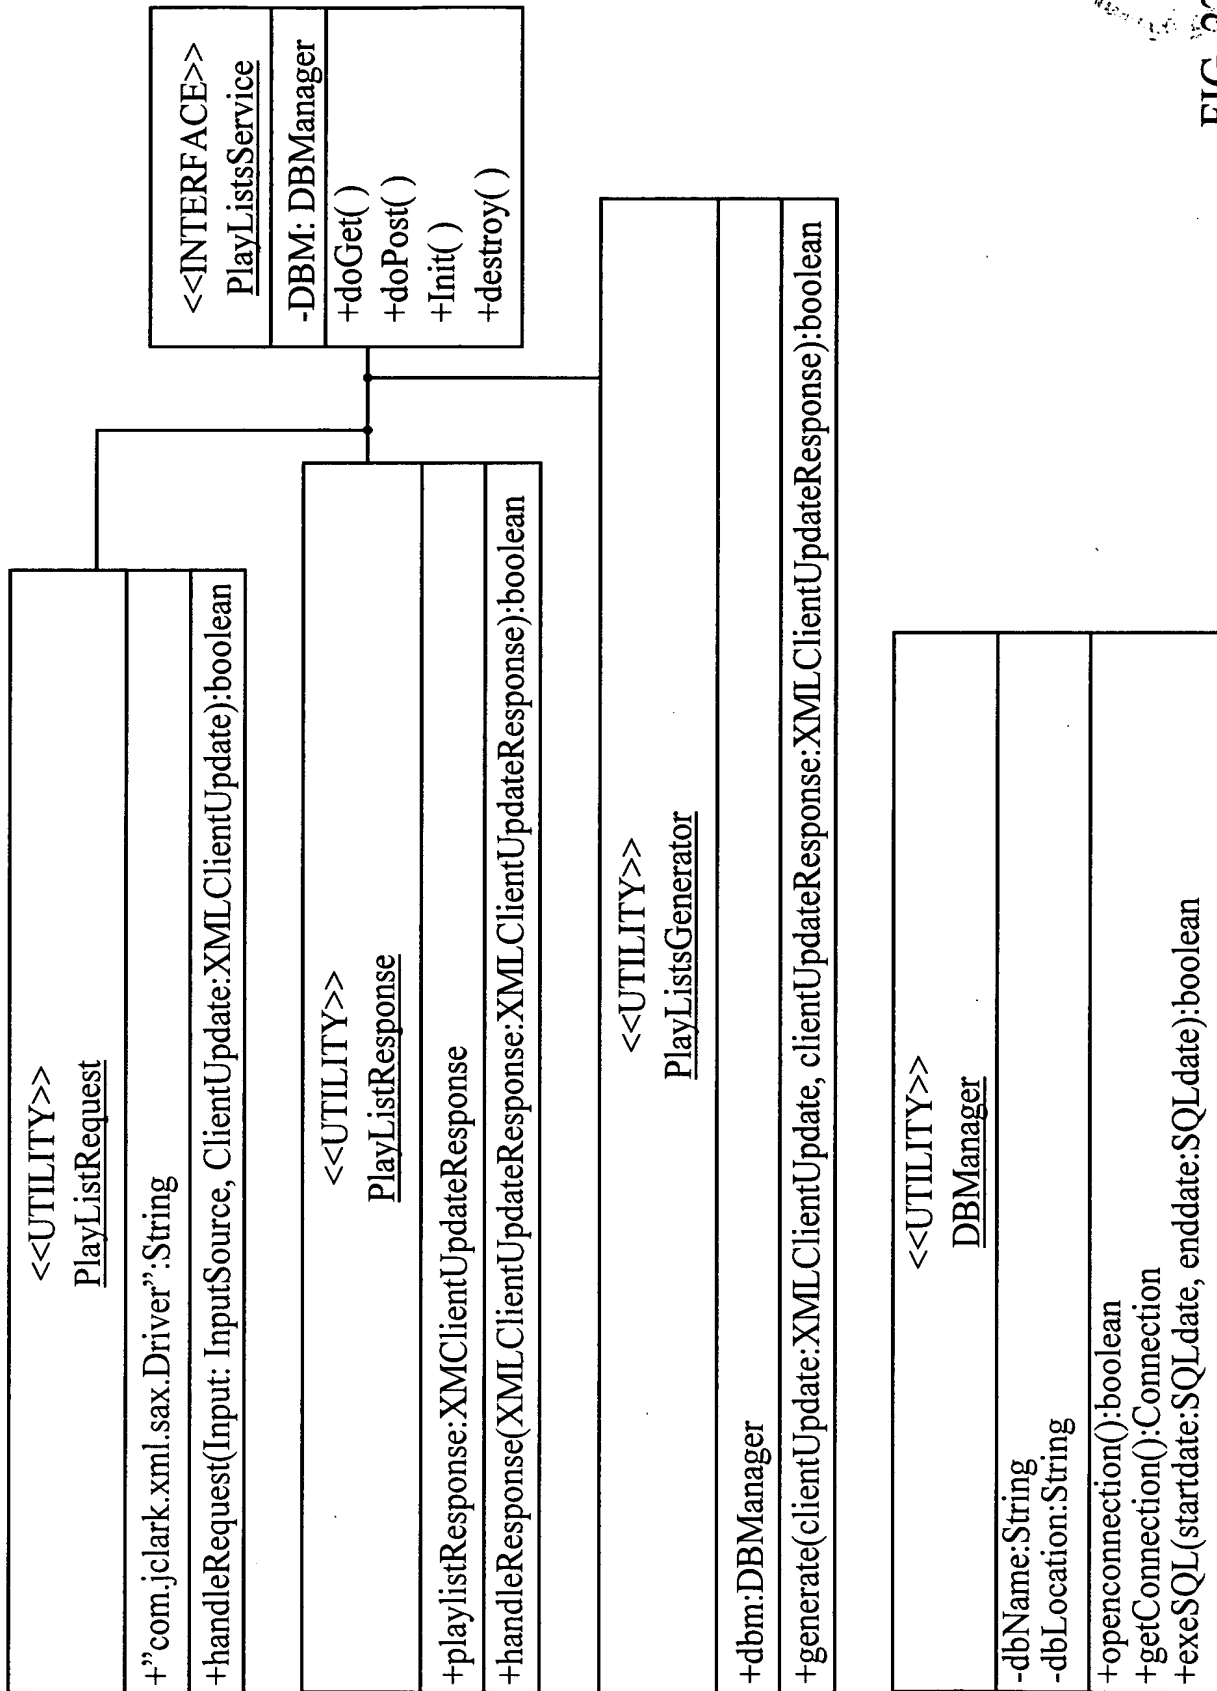 <<UTILITY>>
PlayListRequest
+”com.jclark.xml.sax.Driver”:String
+handleRequest(Input: InputSource, ClientUpdate:XMLClientUpdate):boolean
<<UTILITY>>
PlayListResponse
+playlistResponse:XMClientUpdateResponse
+handleResponse(XMLClientUpdateResponse:XMLClientUpdateResponse):boolean
<<INTERFACE>>
PlayListsService
-DBM: DBManager
+doGet( )
+doPost( )
+Init( )
+destroy( )
<<UTILITY>>
PlayListsGenerator
+dbm:DBManager
+generate(clientUpdate:XMLClientUpdate, clientUpdateResponse:XMLClientUpdateResponse):boolean
<<UTILITY>>
DBManager
-dbName:String
-dbLocation:String
+openconnection():boolean
+getConnection():Connection
+exeSQL(startdate:SQLdate, enddate:SQLdate):boolean
FIG.